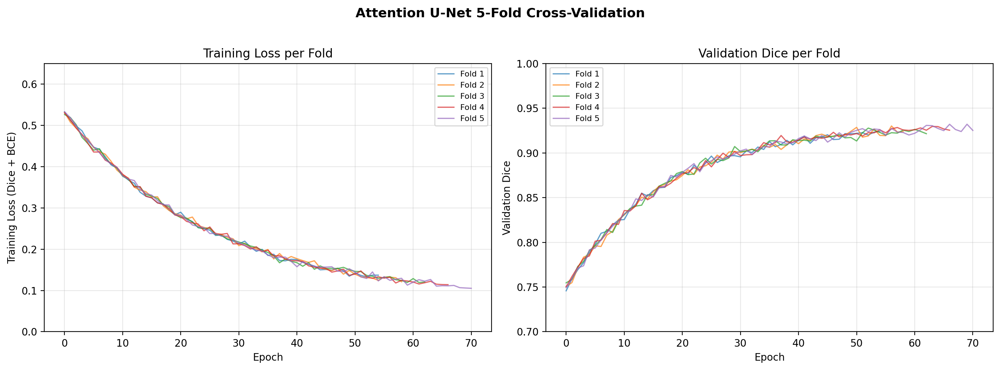 Attention U-Net 5-Fold Cross-Validation
Training Loss per Fold
Training Loss (Dice + BCE)
0.6
0.5
0.4
0.3
0.2
0.1
0.0
Fold 1
Fold 2
Fold 3
Fold 4
Fold 5
0 10 20 30 40 50 60 70
Epoch
Validation Dice per Fold
Validation Dice
1.00
0.95
0.90
0.85
0.80
0.75
0.70
Fold 1
Fold 2
Fold 3
Fold 4
Fold 5
0 10 20 30 40 50 60 70
Epoch